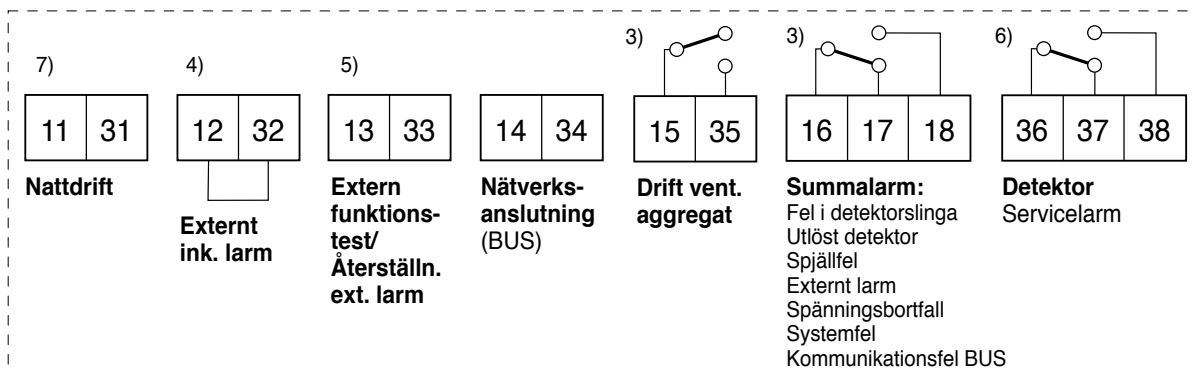 7)
11 31
Nattdrift
4)
12 32
Externt
ink. larm
5)
13 33
Extern
funktions-
test/
Återställn.
ext. larm
14 34
Nätverks-
anslutning
(BUS)
3)
15 35
Drift vent.
aggregat
3)
16 17 18
Summalarm:
Fel i detektorslinga
Utlöst detektor
Spjällfel
Externt larm
Spänningsbortfall
Systemfel
Kommunikationsfel BUS
6)
36 37 38
Detektor
Servicelarm